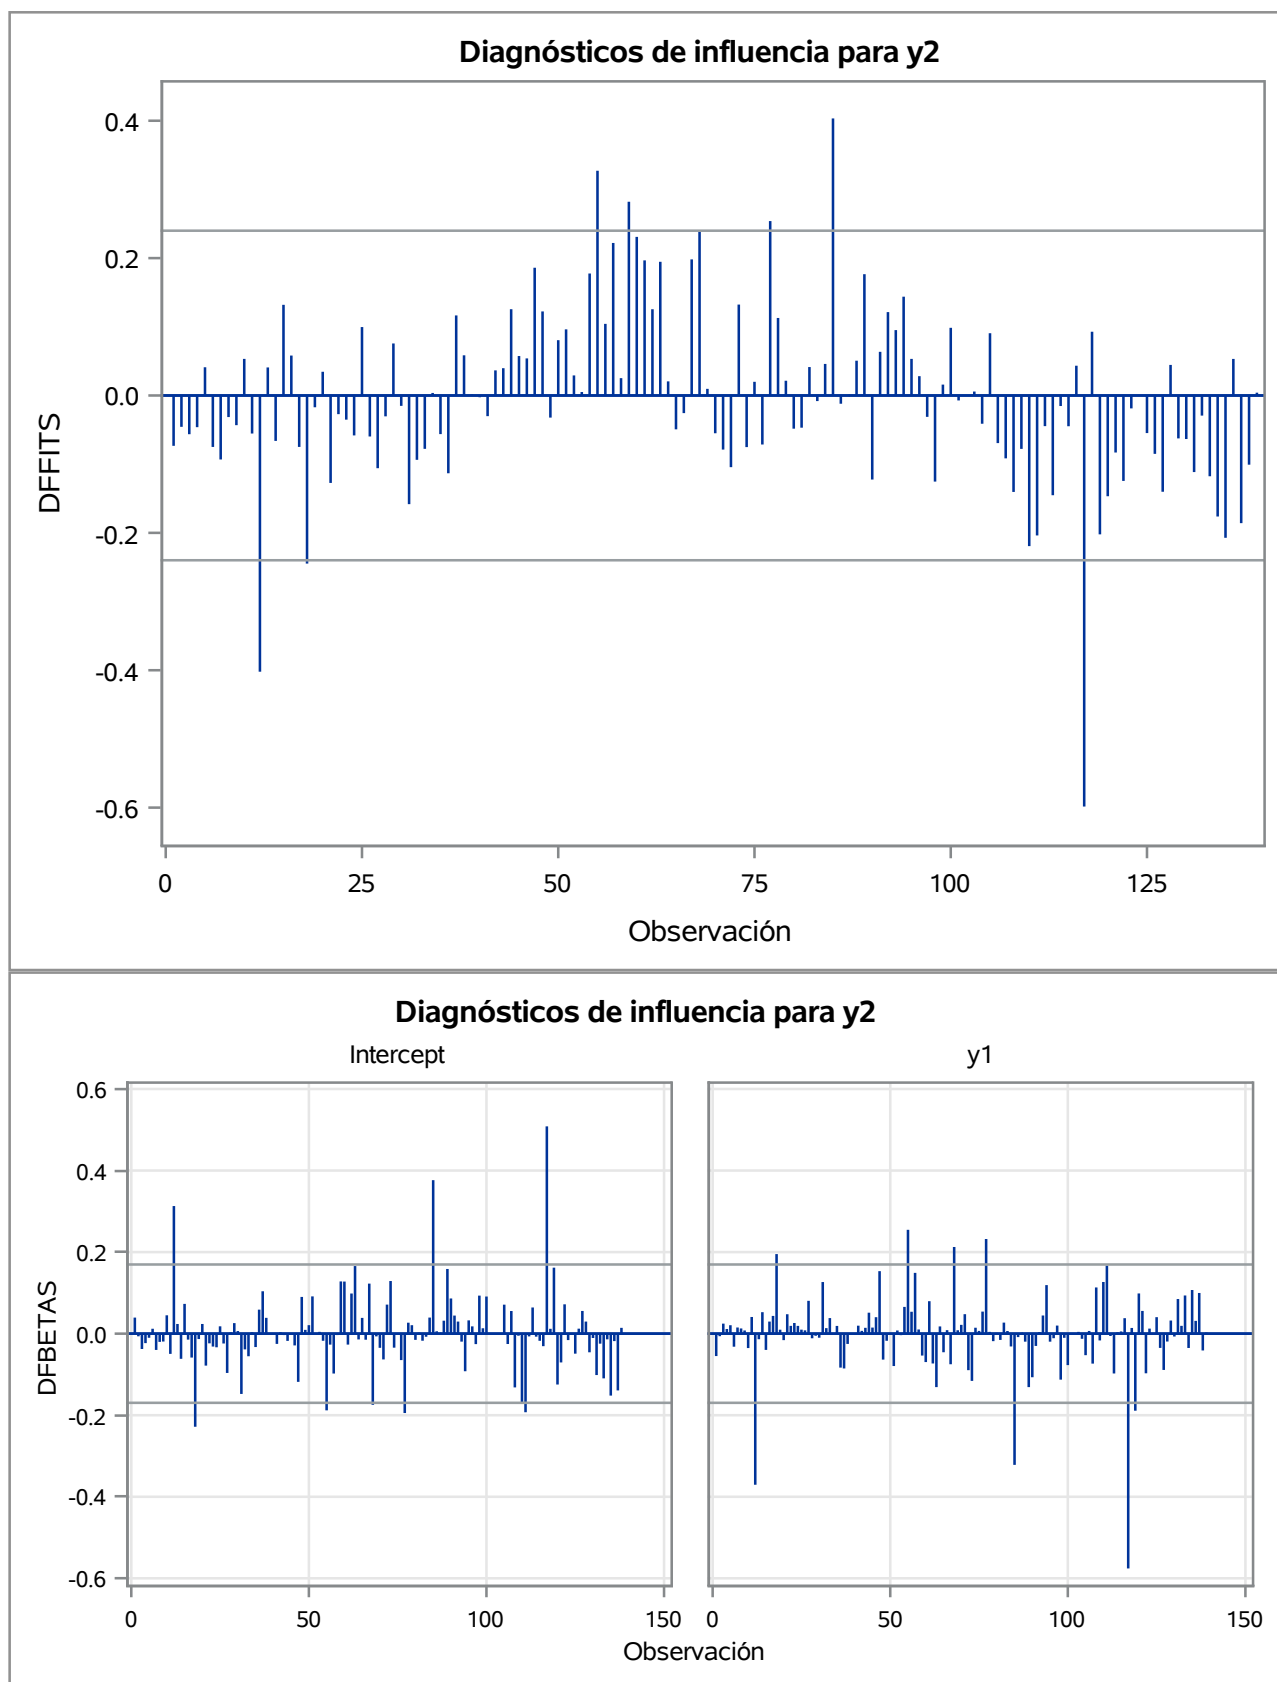 Diagnósticos de influencia para y2
DFFITS
0.4
0.2
0.0
-0.2
-0.4
-0.6
0 25 50 75 100 125
Observación
Diagnósticos de influencia para y2
Intercept y1
DFBETAS
0.6
0.4
0.2
0.0
-0.2
-0.4
-0.6
0 50 100 150 0 50 100 150
Observación